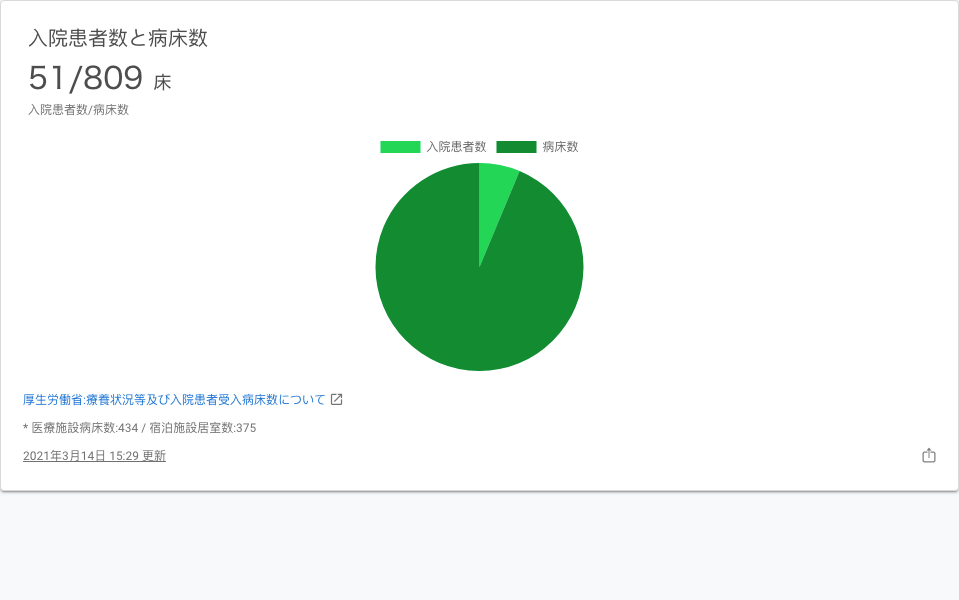 入院患者数と病床数
51/809 床
入院患者数/病床数
入院患者数 病床数
厚生労働省:療養状況等及び入院患者受入病床数について
* 医療施設病床数:434 / 宿泊施設居室数:375
2021年3月14日 15:29 更新